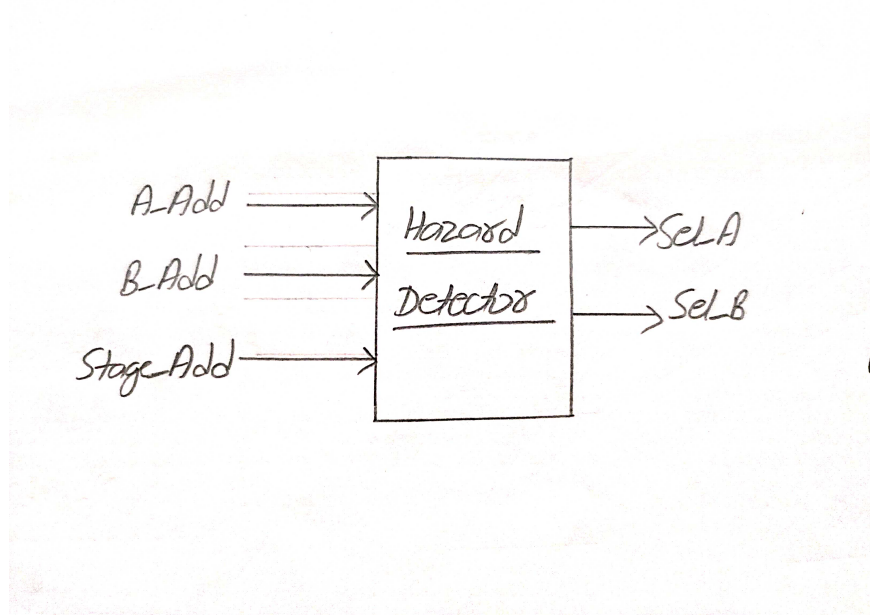 A_Add
Hazard
Sel_A
B_Add
Detector
Sel_B
Stage_Add